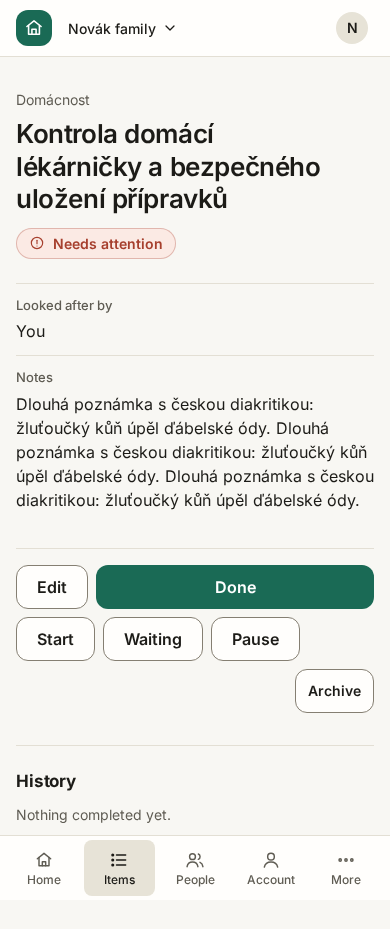 Novák family
N
Domácnost
Kontrola domácí
lékárničky a bezpečného
uložení přípravků
Needs attention
Looked after by
You
Notes
Dlouhá poznámka s českou diakritikou:
žluťoučký kůň úpěl ďábelské ódy. Dlouhá
poznámka s českou diakritikou: žluťoučký kůň
úpěl ďábelské ódy. Dlouhá poznámka s českou
diakritikou: žluťoučký kůň úpěl ďábelské ódy.
Edit
Done
Start
Waiting
Pause
Archive
History
Nothing completed yet.
Home
Items
People
Account
More